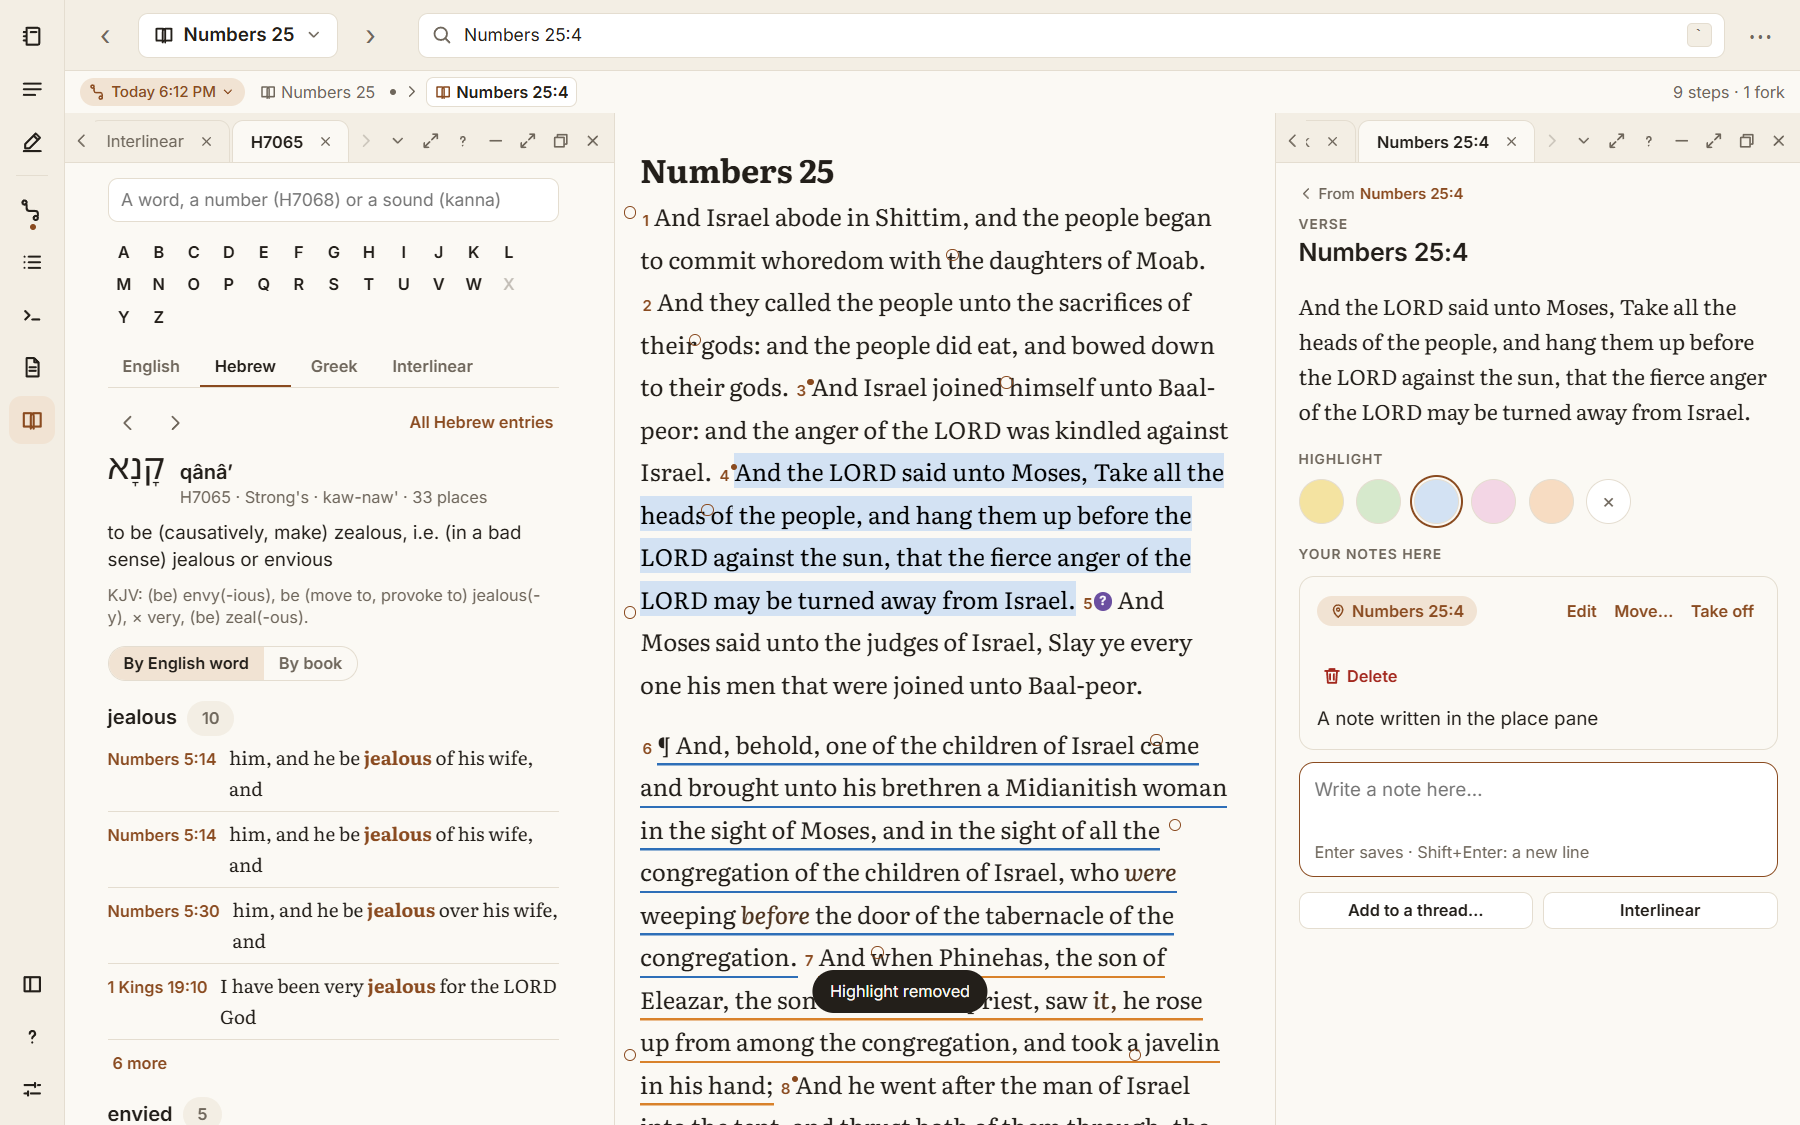 Numbers 25
Numbers 25:4
`
Today 6:12 PM
Numbers 25
Numbers 25:4
9 steps · 1 fork
Interlinear
H7065
?
A word, a number (H7068) or a sound (kanna)
A B C D E F G H I J K L
M N O P Q R S T U V W X
Y Z
English Hebrew Greek Interlinear
All Hebrew entries
קָנָא qânâʼ
H7065 · Strong's · kaw-naw' · 33 places
to be (causatively, make) zealous, i.e. (in a bad
sense) jealous or envious
KJV: (be) envy(-ious), be (move to, provoke to) jealous(-
y), × very, (be) zeal(-ous).
By English word By book
jealous 10
Numbers 5:14 him, and he be jealous of his wife,
and
Numbers 5:14 him, and he be jealous of his wife,
and
Numbers 5:30 him, and he be jealous over his wife,
and
1 Kings 19:10 I have been very jealous for the LORD
God
6 more
envied 5
?
Numbers 25
1 And Israel abode in Shittim, and the people began
to commit whoredom with the daughters of Moab.
2 And they called the people unto the sacrifices of
their gods: and the people did eat, and bowed down
to their gods. 3 And Israel joined himself unto Baal-
peor: and the anger of the LORD was kindled against
Israel. 4 And the LORD said unto Moses, Take all the
heads of the people, and hang them up before the
LORD against the sun, that the fierce anger of the
LORD may be turned away from Israel. 5 ? And
Moses said unto the judges of Israel, Slay ye every
one his men that were joined unto Baal-peor.
6 ¶ And, behold, one of the children of Israel came
and brought unto his brethren a Midianitish woman
in the sight of Moses, and in the sight of all the
congregation of the children of Israel, who were
weeping before the door of the tabernacle of the
congregation. 7 And when Phinehas, the son of
Eleazar, the son priest, saw it, he rose
Highlight removed
up from among the congregation, and took a javelin
in his hand; 8 And he went after the man of Israel
into the tent, and thrust both of them through, the
Numbers 25:4
?
From Numbers 25:4
VERSE
Numbers 25:4
And the LORD said unto Moses, Take all the
heads of the people, and hang them up before
the LORD against the sun, that the fierce anger
of the LORD may be turned away from Israel.
HIGHLIGHT
YOUR NOTES HERE
Numbers 25:4 Edit Move... Take off
Delete
A note written in the place pane
Write a note here...
Enter saves · Shift+Enter: a new line
Add to a thread... Interlinear